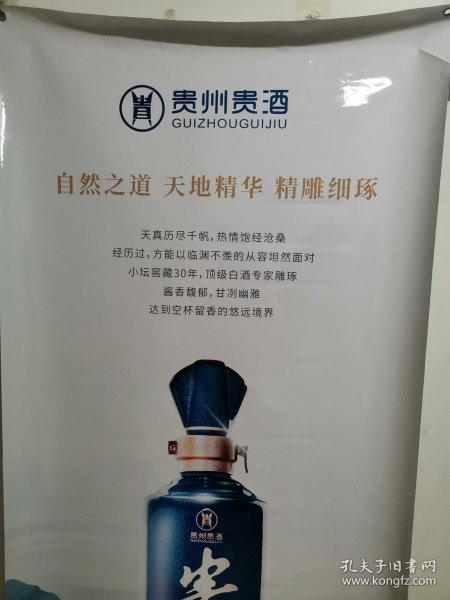 贵州贵酒
GUIZHOUGUIJIU
自然之道 天地精华 精雕细琢
天真历尽千帆，热情饱经沧桑
经历过，方能以临渊不羡的从容坦然面对
小坛窖藏30年，顶级白酒专家雕琢
酱香馥郁，甘冽幽雅
达到空杯留香的悠远境界
贵州贵酒
GUIZHOUGUIJIU
孔夫子旧书网
www.kongfz.com